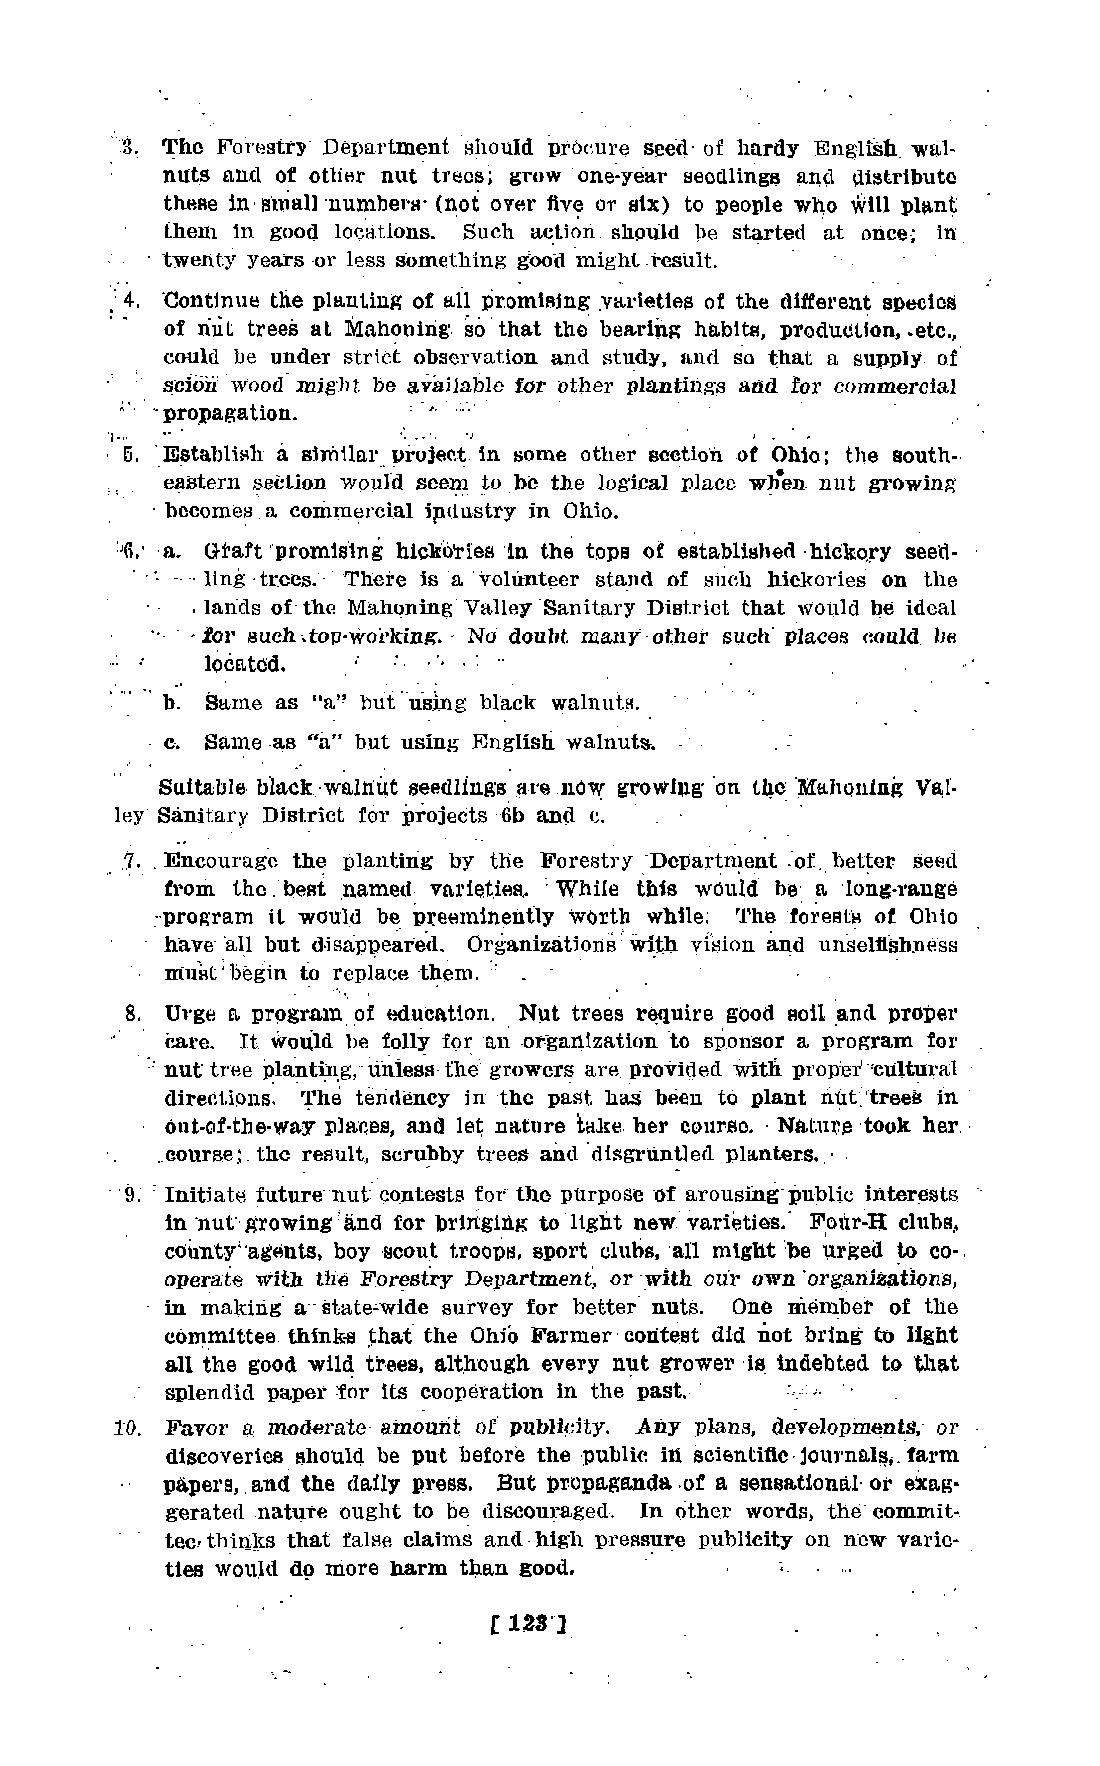 3. The Forestry Department should procure seed of hardy English wal-
nuts and of other nut trees; grow one-year seedlings and distribute
these in small numbers (not over five or six) to people who will plant
them in good locations. Such action should be started at once; in
twenty years or less something good might result.
4. Continue the planting of all promising varieties of the different species
of nut trees at Mahoning so that the bearing habits, production, etc.,
could be under strict observation and study, and so that a supply of
scion wood might be available for other plantings and for commercial
propagation.
5. Establish a similar project in some other section of Ohio; the south-
eastern section would seem to be the logical place when nut growing
becomes a commercial industry in Ohio.
6. a. Graft promising hickories in the tops of established hickory seed-
ling trees. There is a volunteer stand of such hickories on the
lands of the Mahoning Valley Sanitary District that would be ideal
for such top-working. No doubt many other such places could be
located.
b. Same as "a" but using black walnuts.
c. Same as "a" but using English walnuts.
Suitable black walnut seedlings are now growing on the Mahoning Val-
ley Sanitary District for projects 6b and c.
7. Encourage the planting by the Forestry Department of better seed
from the best named varieties. While this would be a long-range
program it would be preeminently worth while. The forests of Ohio
have all but disappeared. Organizations with vision and unselfishness
must begin to replace them.
8. Urge a program of education. Nut trees require good soil and proper
care. It would be folly for an organization to sponsor a program for
nut tree planting, unless the growers are provided with proper cultural
directions. The tendency in the past has been to plant nut trees in
out-of-the-way places, and let nature take her course. Nature took her
course; the result, scrubby trees and disgruntled planters.
9. Initiate future nut contests for the purpose of arousing public interests
in nut growing and for bringing to light new varieties. Four-H clubs,
county agents, boy scout troops, sport clubs, all might be urged to co-
operate with the Forestry Department, or with our own organizations,
in making a state-wide survey for better nuts. One member of the
committee thinks that the Ohio Farmer contest did not bring to light
all the good wild trees, although every nut grower is indebted to that
splendid paper for its cooperation in the past.
10. Favor a moderate amount of publicity. Any plans, developments, or
discoveries should be put before the public in scientific journals, farm
papers, and the daily press. But propaganda of a sensational or exag-
gerated nature ought to be discouraged. In other words, the commit-
tee thinks that false claims and high pressure publicity on new varie-
ties would do more harm than good.
[ 123 ]